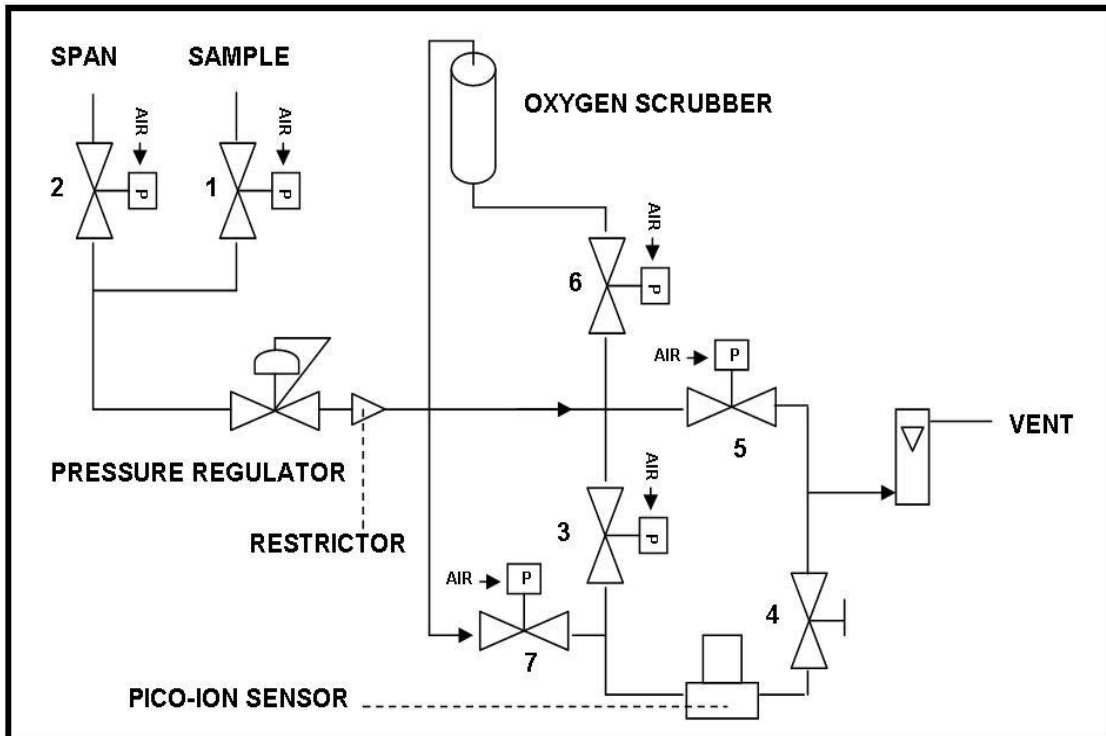 SPAN
SAMPLE
AIR
AIR
OXYGEN SCRUBBER
2
P
1
P
AIR
6
P
AIR
P
VENT
PRESSURE REGULATOR
5
AIR
RESTRICTOR
3
P
AIR
P
4
7
PICO-ION SENSOR